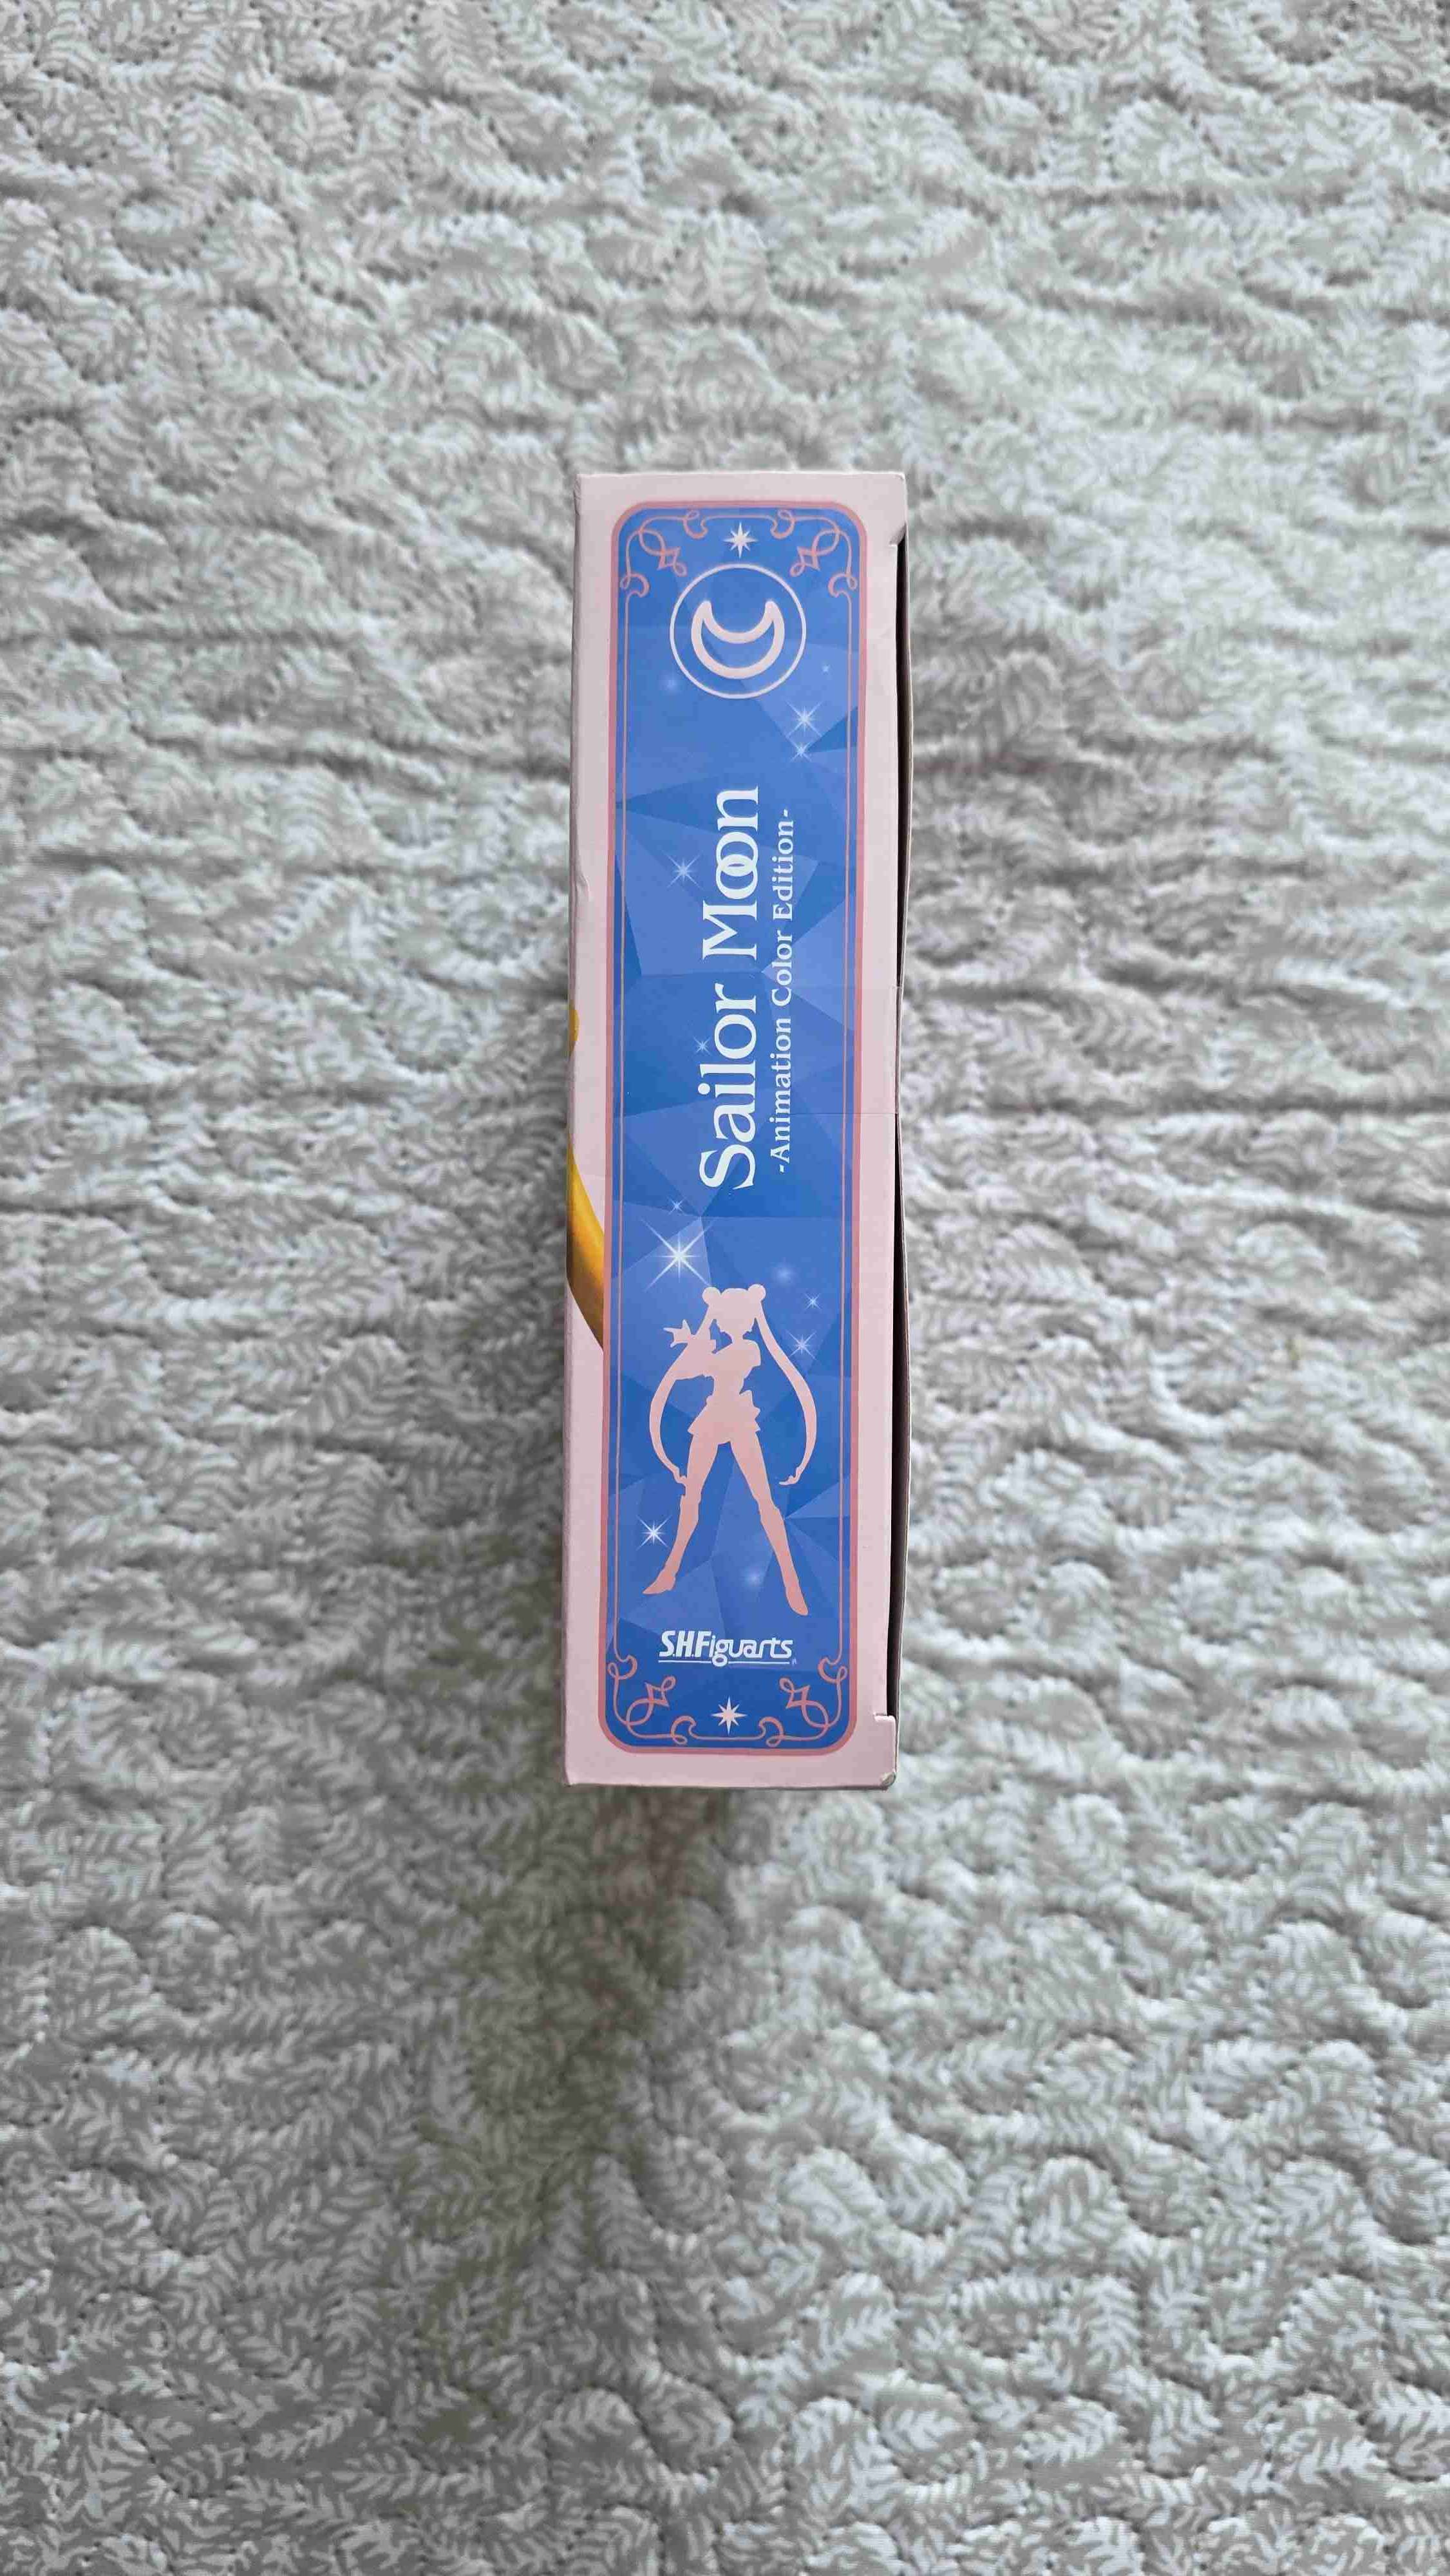 Sailor Moon
-Animation Color Edition-
S.H.Figuarts